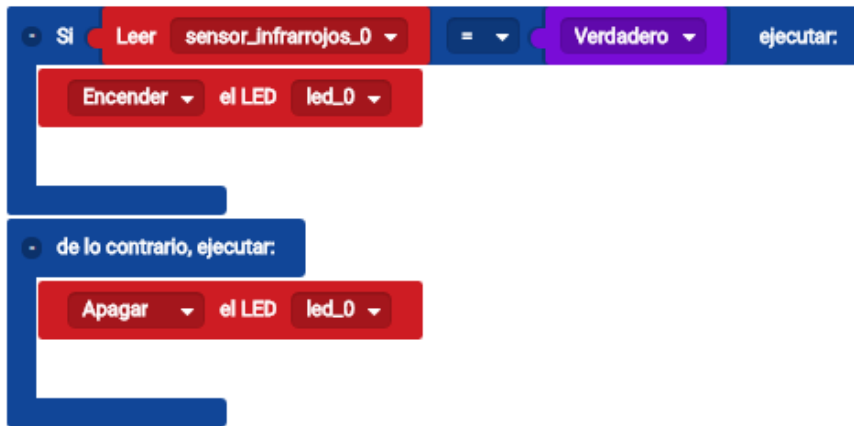 - Si Leer sensor_infrarrojos_0 = Verdadero ejecutar:
Encender el LED led_0
- de lo contrario, ejecutar:
Apagar el LED led_0